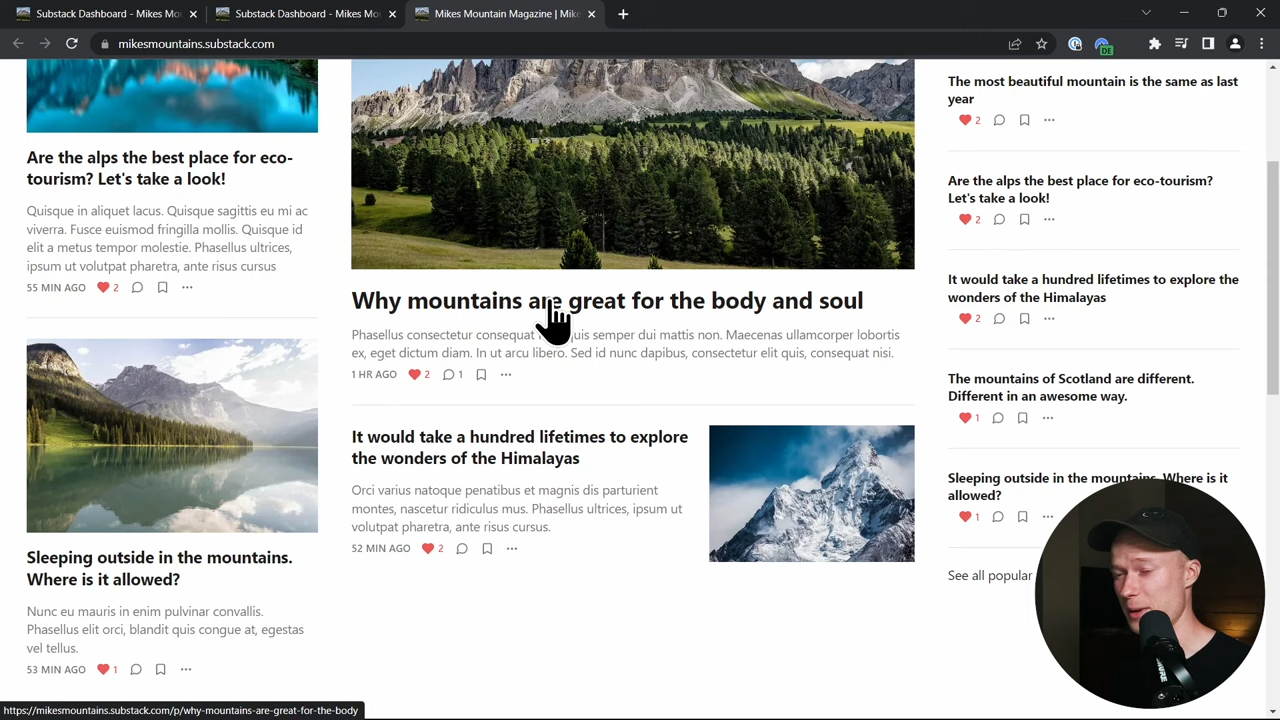 Substack Dashboard - Mikes Mo
Substack Dashboard - Mikes Mo
Mikes Mountain Magazine | Mike
mikesmountains.substack.com
DE
Are the alps the best place for eco-
tourism? Let's take a look!
Quisque in aliquet lacus. Quisque sagittis eu mi ac
viverra. Fusce euismod fringilla mollis. Quisque id
elit a metus tempor molestie. Phasellus ultrices,
ipsum ut volutpat pharetra, ante risus cursus
55 MIN AGO 2
Sleeping outside in the mountains.
Where is it allowed?
Nunc eu mauris in enim pulvinar convallis.
Phasellus elit orci, blandit quis congue at, egestas
vel tellus.
53 MIN AGO 1
Why mountains are great for the body and soul
Phasellus consectetur consequat quis semper dui mattis non. Maecenas ullamcorper lobortis
ex, eget dictum diam. In ut arcu libero. Sed id nunc dapibus, consectetur elit quis, consequat nisi.
1 HR AGO 2 1
It would take a hundred lifetimes to explore
the wonders of the Himalayas
Orci varius natoque penatibus et magnis dis parturient
montes, nascetur ridiculus mus. Phasellus ultrices, ipsum ut
volutpat pharetra, ante risus cursus.
52 MIN AGO 2
The most beautiful mountain is the same as last
year
2
Are the alps the best place for eco-tourism?
Let's take a look!
2
It would take a hundred lifetimes to explore the
wonders of the Himalayas
2
The mountains of Scotland are different.
Different in an awesome way.
1
Sleeping outside in the mountains. Where is it
allowed?
1
See all popular
https://mikesmountains.substack.com/p/why-mountains-are-great-for-the-body